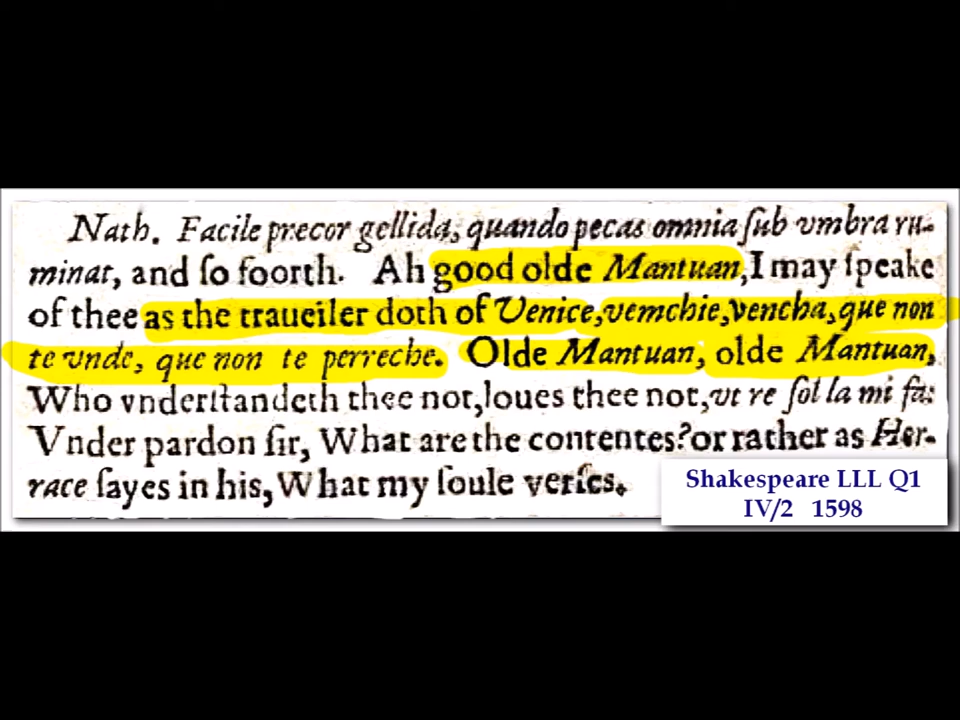 Nath. Facile precor gellida, quando pecas omnia ſub vmbra ru-
minat, and ſo foorth. Ah good olde Mantuan, I may ſpeake
of thee as the traueiler doth of Venice, vemchie, vencha, que non
te vnde, que non te perreche. Olde Mantuan, olde Mantuan,
Who vnderſtandeth thee not, loues thee not, vt re ſol la mi fa:
Vnder pardon ſir, What are the contentes? or rather as Hor-
race ſayes in his, What my ſoule verſes.
Shakespeare LLL Q1
IV/2 1598